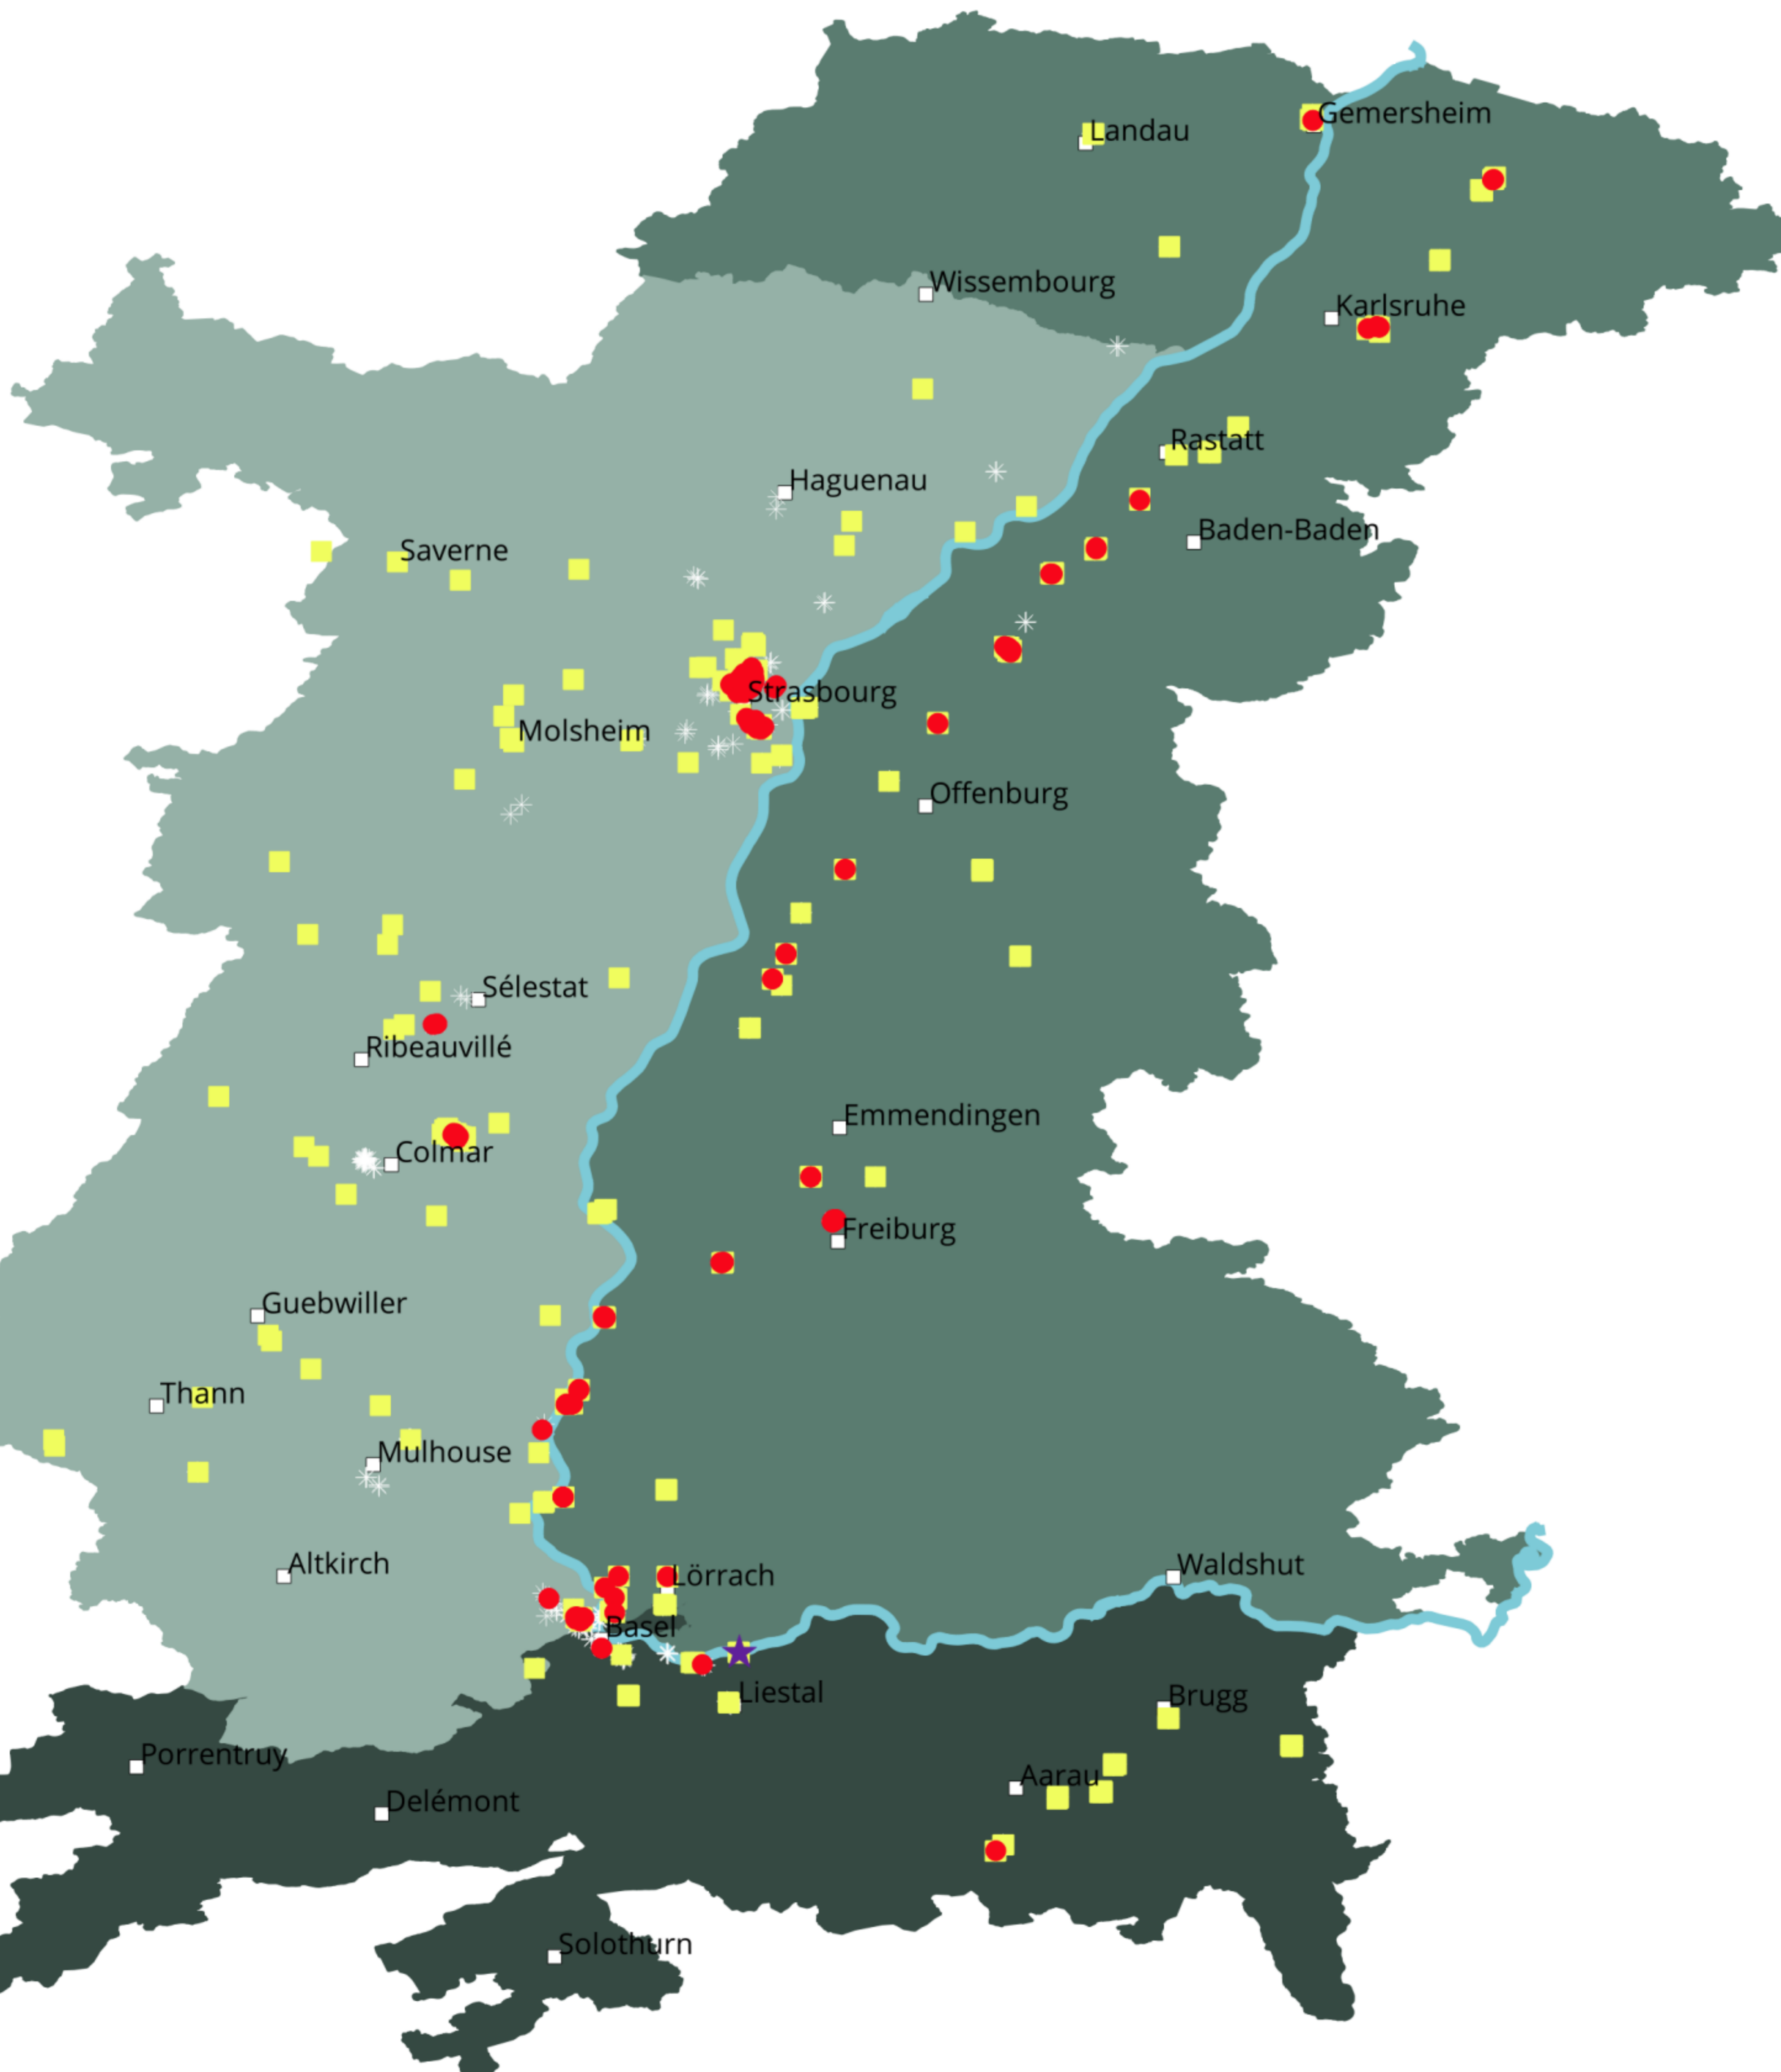 Gemersheim
Landau
Wissembourg
Karlsruhe
Rastatt
Haguenau
Baden-Baden
Saverne
Strasbourg
Molsheim
Offenburg
Sélestat
Ribeauvillé
Emmendingen
Colmar
Freiburg
Guebwiller
Thann
Mulhouse
Altkirch
Lörrach
Waldshut
Basel
Liestal
Brugg
Porrentruy
Aarau
Delémont
Solothurn